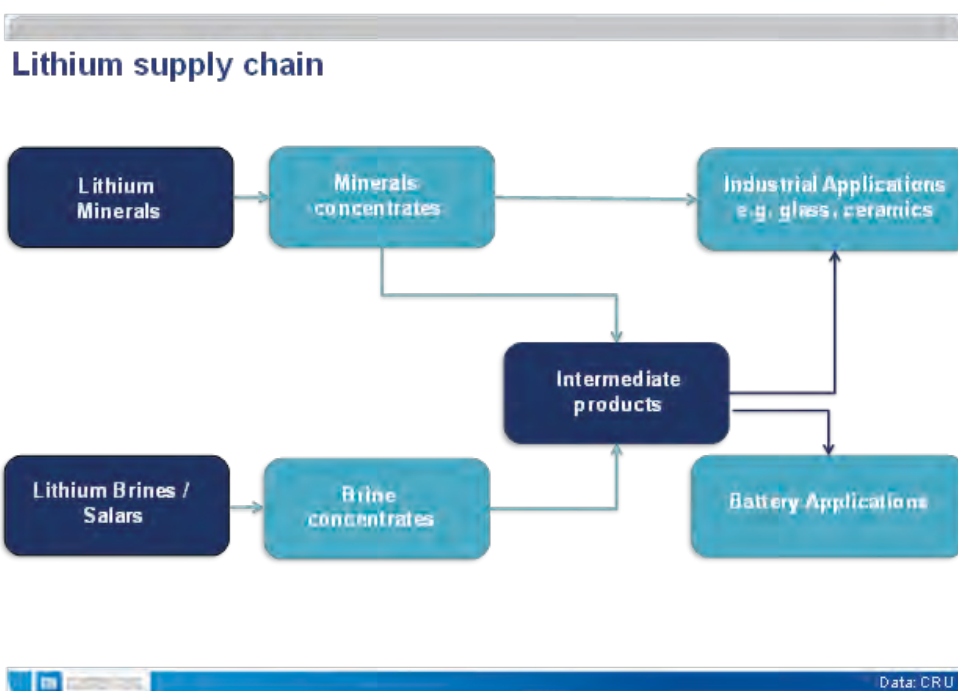 Lithium supply chain
Lithium
Minerals
Minerals
concentrates
Industrial Applications
e.g. glass, ceramics
Intermediate
products
Lithium Brines /
Salars
Brine
concentrates
Battery Applications
Data: CRU